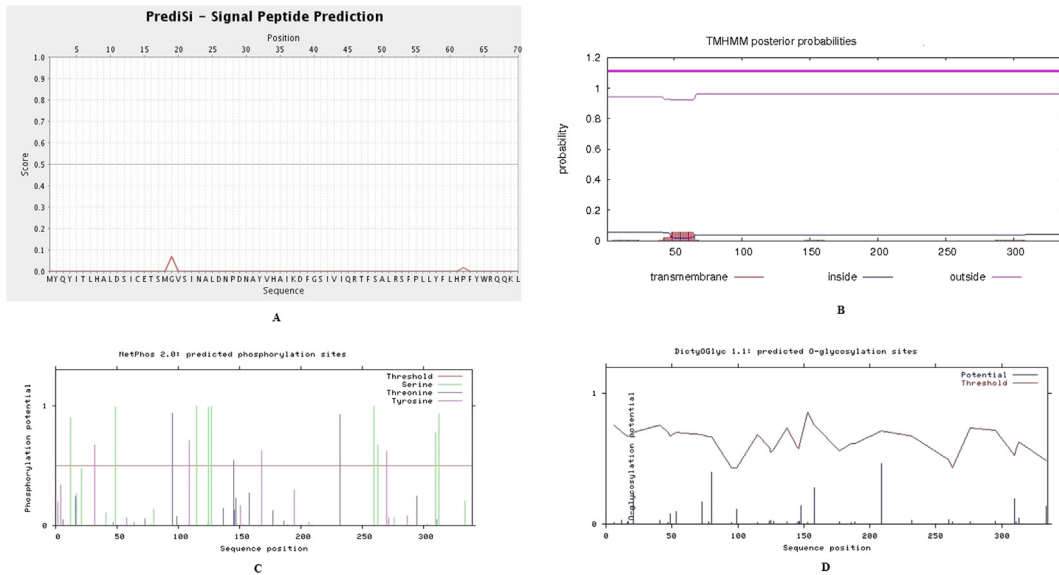 PrediSi - Signal Peptide Prediction
Position
5 10 15 20 25 30 35 40 45 50 55 60 65 70
1.0
0.9
0.8
0.7
0.6
0.5
0.4
0.3
0.2
0.1
0.0
Score
MYQYITLHALDSICETSMGVSINALDNPDNAYVHAIKDFGSIVIQRTFSALRSFPLLYFLHPFYWRQQKL
Sequence
A
TMHMM posterior probabilities
1.2
1
0.8
0.6
0.4
0.2
0
probability
50 100 150 200 250 300
transmembrane inside outside
B
NetPhos 2.0: predicted phosphorylation sites
Threshold
Serine
Threonine
Tyrosine
1
0
Phosphorylation potential
0 50 100 150 200 250 300
Sequence position
C
DictyOGlyc 1.1: predicted O-glycosylation sites
Potential
Threshold
1
0
O-glycosylation potential
0 50 100 150 200 250 300
Sequence position
D